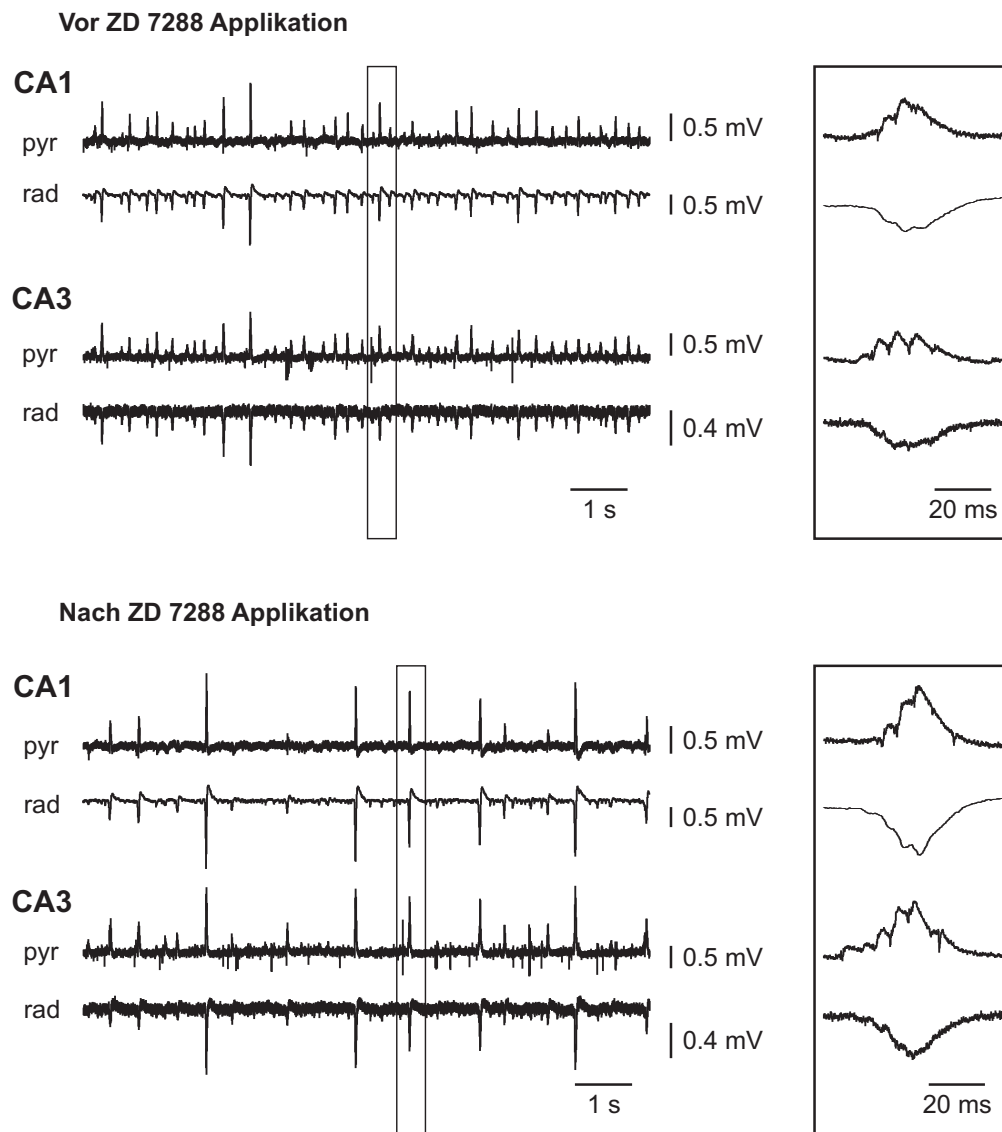 Vor ZD 7288 Applikation
CA1
pyr
0.5 mV
rad
0.5 mV
CA3
pyr
0.5 mV
rad
0.4 mV
1 s
20 ms
Nach ZD 7288 Applikation
CA1
pyr
0.5 mV
rad
0.5 mV
CA3
pyr
0.5 mV
rad
0.4 mV
1 s
20 ms